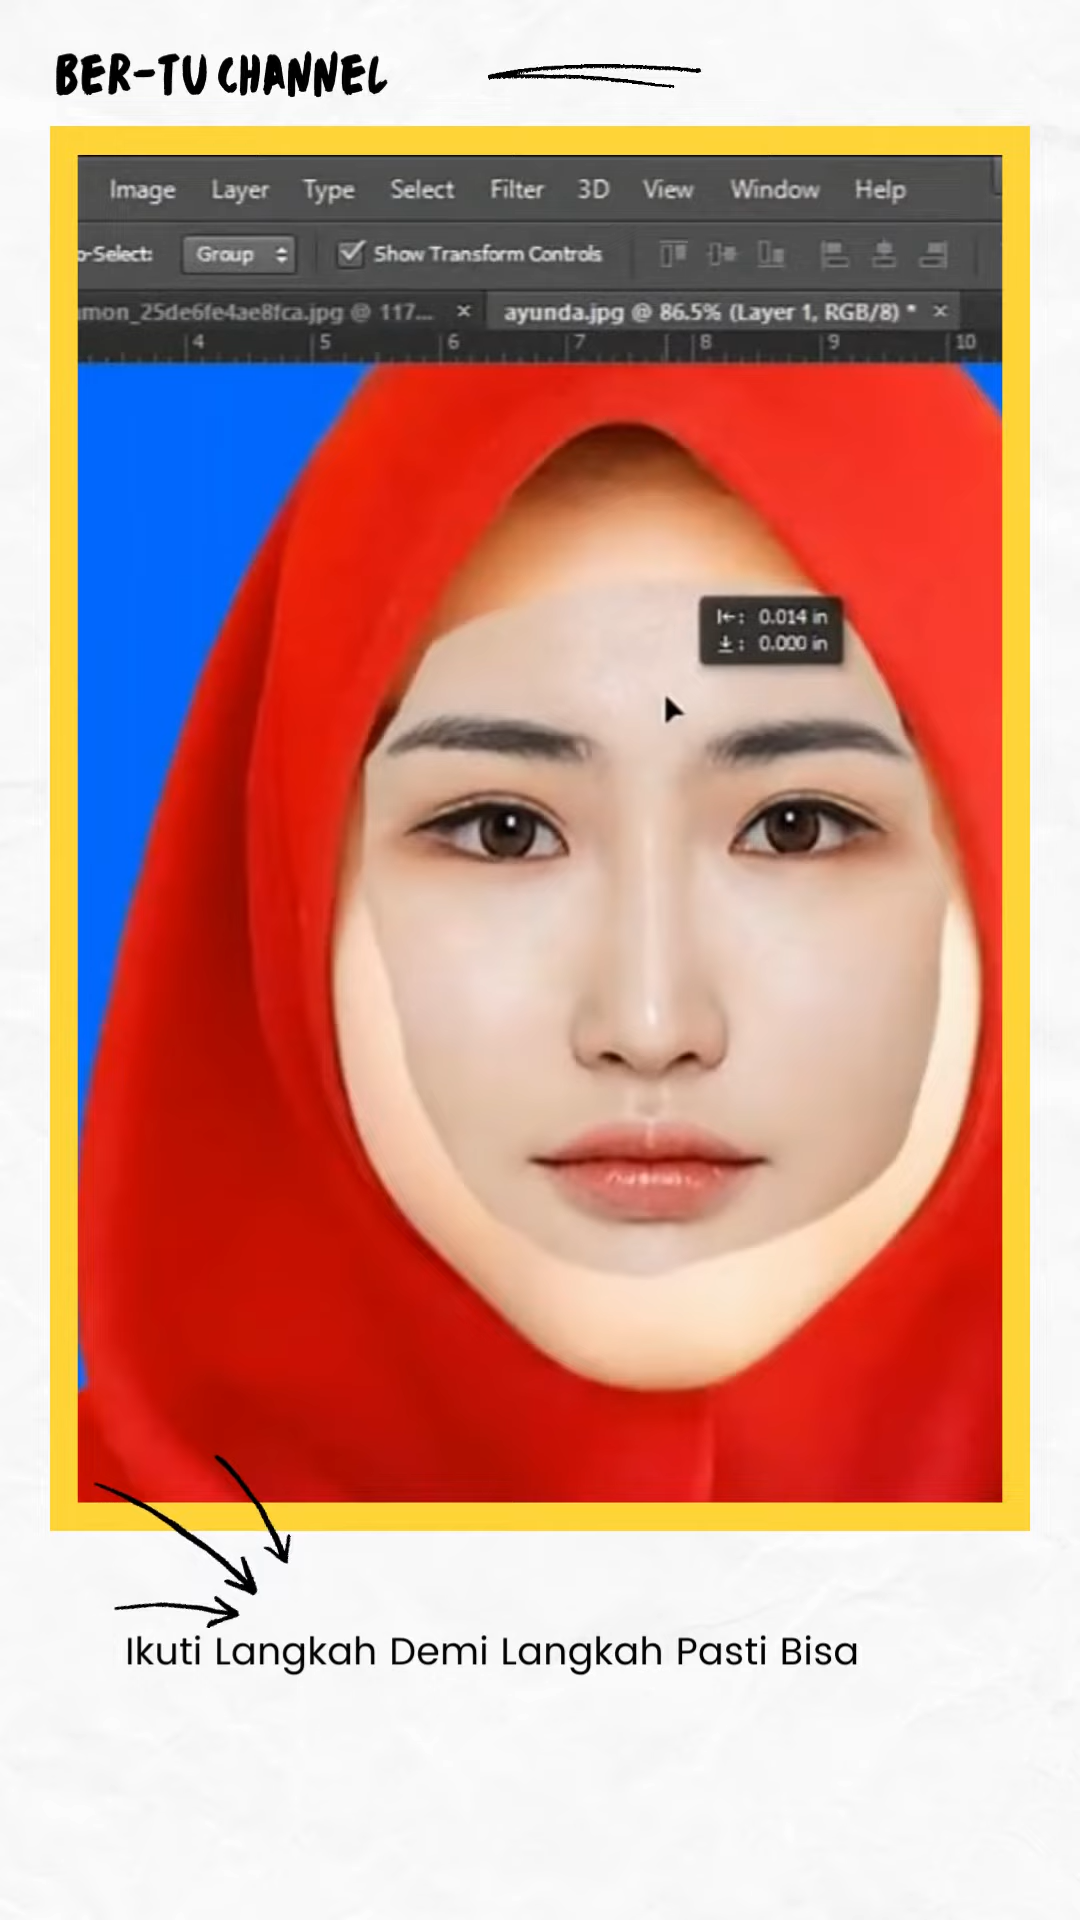 BER-TU CHANNEL
Image Layer Type Select Filter 3D View Window Help
o-Select: Group Show Transform Controls
mon_25de6fe4ae8fca.jpg @ 117... × ayunda.jpg @ 86.5% (Layer 1, RGB/8) * ×
4 5 6 7 8 9 10
0.014 in
0.000 in
Ikuti Langkah Demi Langkah Pasti Bisa